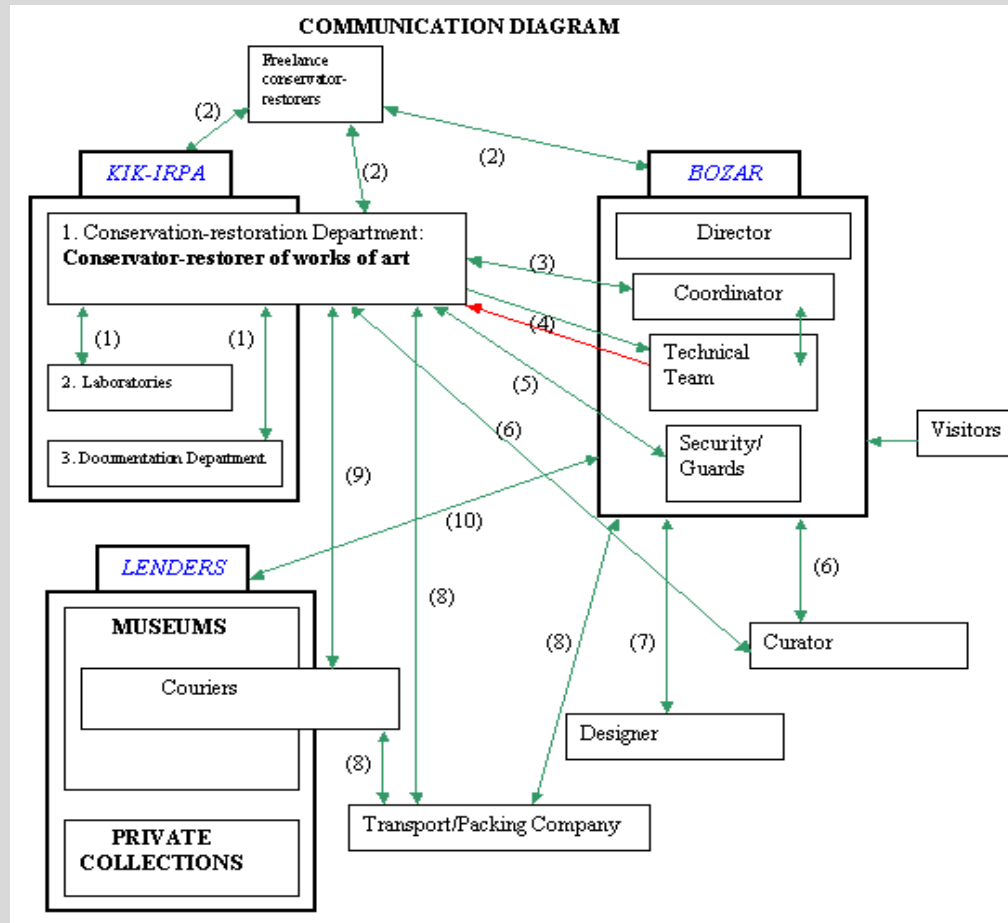 COMMUNICATION DIAGRAM
Freelance
conservator-
restorers
(2)
(2)
(2)
KIK-IRPA
BOZAR
1. Conservation-restoration Department:
Conservator-restorer of works of art
Director
(3)
Coordinator
(4)
Technical
Team
(1)
(1)
2. Laboratories
(5)
(6)
Security/
Guards
Visitors
3. Documentation Department
(9)
(10)
LENDERS
(6)
MUSEUMS
(8)
(8)
(7)
Curator
Couriers
Designer
(8)
Transport/Packing Company
PRIVATE
COLLECTIONS